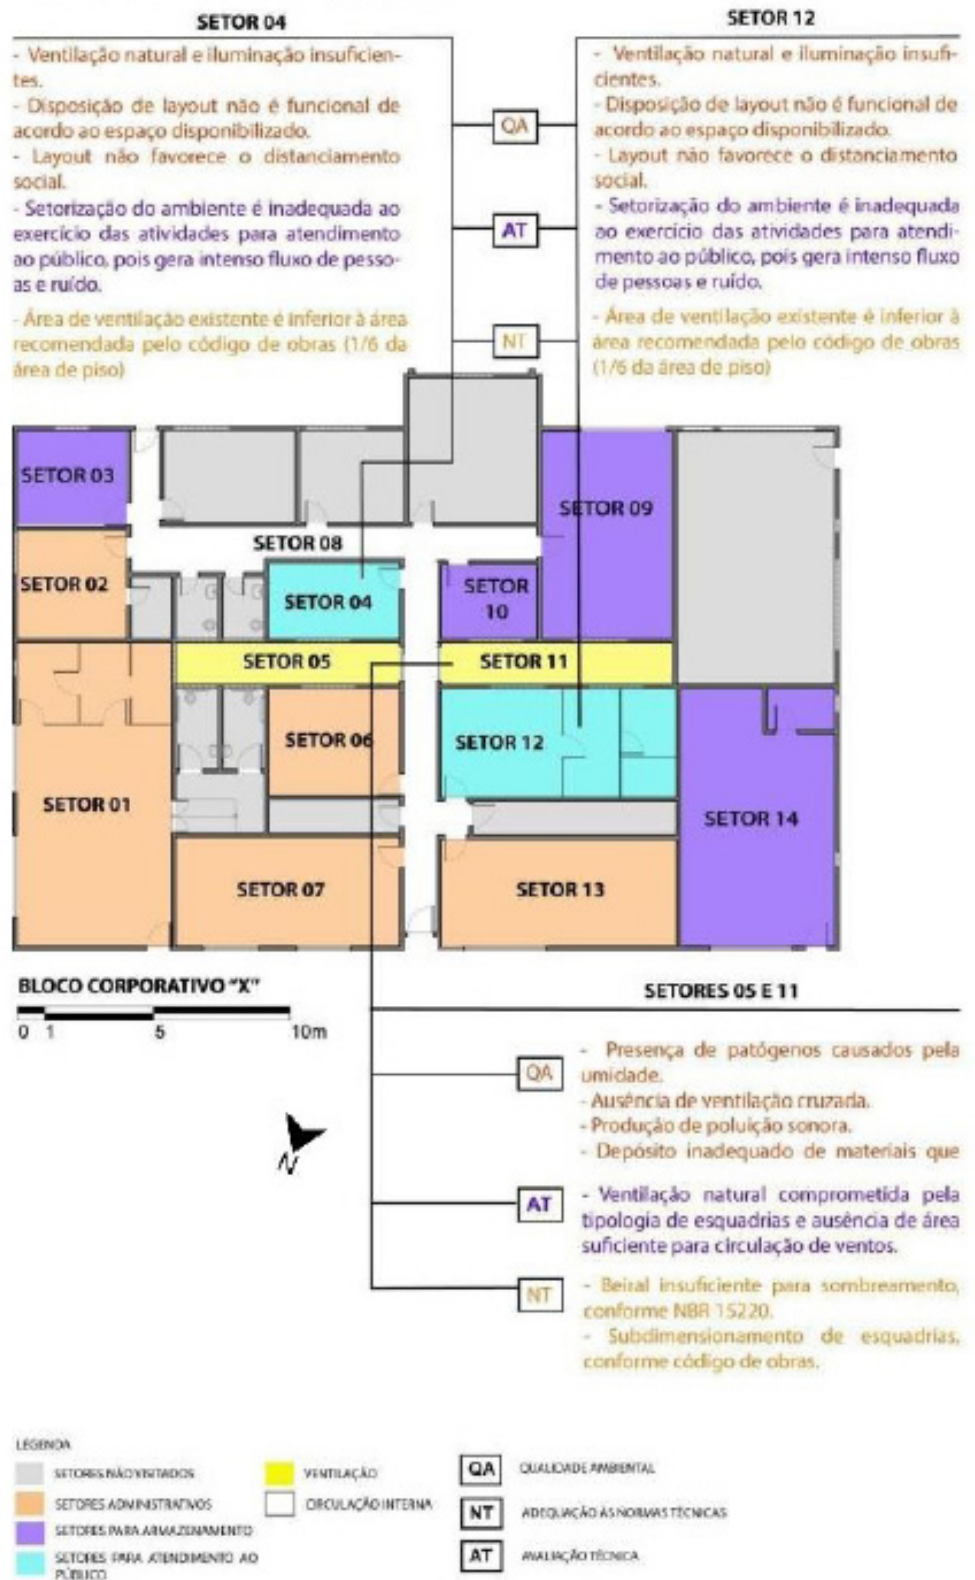 SETOR 04
- Ventilação natural e iluminação insuficien-
tes.
- Disposição de layout não é funcional de
acordo ao espaço disponibilizado.
- Layout não favorece o distanciamento
social.
- Setorização do ambiente é inadequada ao
exercício das atividades para atendimento
ao público, pois gera intenso fluxo de pesso-
as e ruído.
- Área de ventilação existente é inferior à área
recomendada pelo código de obras (1/6 da
área de piso)
QA
AT
NT
SETOR 12
- Ventilação natural e iluminação insufi-
cientes.
- Disposição de layout não é funcional de
acordo ao espaço disponibilizado.
- Layout não favorece o distanciamento
social.
- Setorização do ambiente é inadequada
ao exercício das atividades para atendi-
mento ao público, pois gera intenso fluxo
de pessoas e ruído.
- Área de ventilação existente é inferior à
área recomendada pelo código de obras
(1/6 da área de piso)
SETOR 03
SETOR 09
SETOR 08
SETOR 02
SETOR 04
SETOR
10
SETOR 05
SETOR 11
SETOR 06
SETOR 12
SETOR 01
SETOR 14
SETOR 07
SETOR 13
BLOCO CORPORATIVO "X"
0 1 5 10m
N
SETORES 05 E 11
QA
- Presença de patógenos causados pela
umidade.
- Ausência de ventilação cruzada.
- Produção de poluição sonora.
- Depósito inadequado de materiais que
AT
- Ventilação natural comprometida pela
tipologia de esquadrias e ausência de área
suficiente para circulação de ventos.
NT
- Beiral insuficiente para sombreamento,
conforme NBR 15220.
- Subdimensionamento de esquadrias,
conforme código de obras.
LEGENDA
SETORES NÃO VISITADOS
SETORES ADMINISTRATIVOS
SETORES PARA ARMAZENAMENTO
SETORES PARA ATENDIMENTO AO
PÚBLICO
VENTILAÇÃO
CIRCULAÇÃO INTERNA
QA QUALIDADE AMBIENTAL
NT ADEQUAÇÃO ÀS NORMAS TÉCNICAS
AT AVALIAÇÃO TÉCNICA